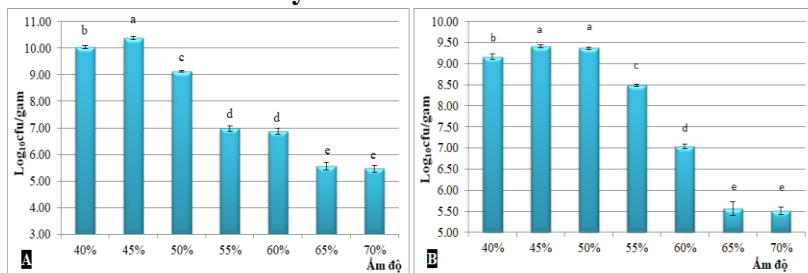 y
11.00
10.00
9.00
8.00
7.00
6.00
5.00
4.00
3.00
Log10cfu/gam
b
a
c
d
d
e
e
40%
45%
50%
55%
60%
65%
70%
Ẩm độ
A
10.00
9.50
9.00
8.50
8.00
7.50
7.00
6.50
6.00
5.50
5.00
Log10cfu/gam
b
a
a
c
d
e
e
40%
45%
50%
55%
60%
65%
70%
Ẩm độ
B